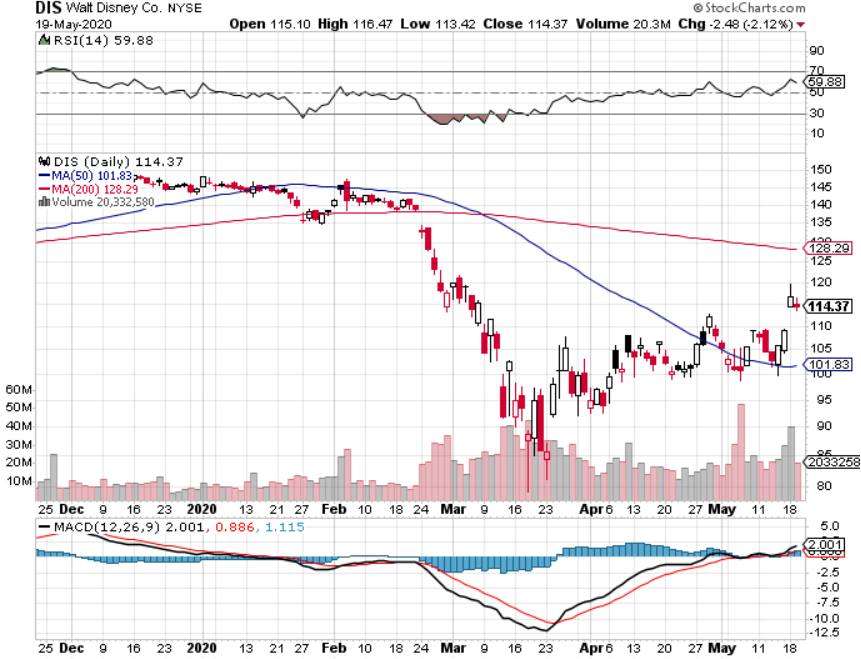 DIS Walt Disney Co. NYSE © StockCharts.com
19-May-2020 Open 115.10 High 116.47 Low 113.42 Close 114.37 Volume 20.3M Chg -2.48 (-2.12%)
RSI(14) 59.88
90
70
59.88
50
30
10
DIS (Daily) 114.37
MA(50) 101.83
MA(200) 128.29
Volume 20,332,580
150
145
140
135
128.29
125
120
114.37
110
105
101.83
100
95
90
85
80
60M
50M
40M
30M
20M
10M
2033258
25 Dec 9 16 23 2020 13 21 27 Feb 10 18 24 Mar 9 16 23 Apr 6 13 20 27 May 11 18
MACD(12,26,9) 2.001, 0.886, 1.115
5.0
2.001
0.886
-2.5
-5.0
-7.5
-10.0
-12.5
25 Dec 9 16 23 2020 13 21 27 Feb 10 18 24 Mar 9 16 23 Apr 6 13 20 27 May 11 18